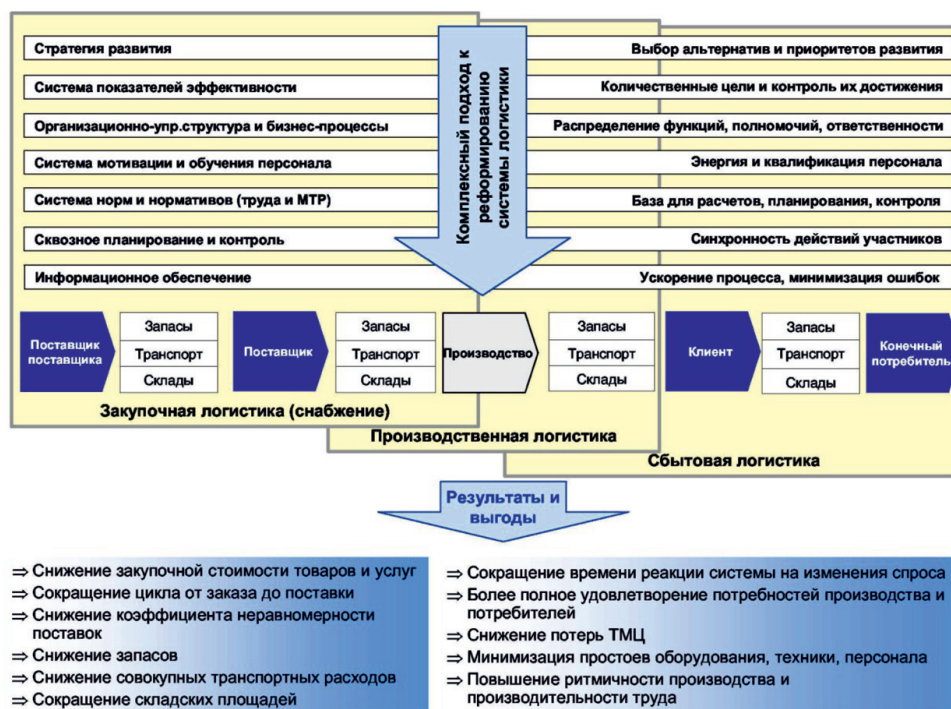 Комплексный подход к
реформированию
системы логистики
Стратегия развития
Выбор альтернатив и приоритетов развития
Система показателей эффективности
Количественные цели и контроль их достижения
Организационно-упр.структура и бизнес-процессы
Распределение функций, полномочий, ответственности
Система мотивации и обучения персонала
Энергия и квалификация персонала
Система норм и нормативов (труда и МТР)
База для расчетов, планирования, контроля
Сквозное планирование и контроль
Синхронность действий участников
Информационное обеспечение
Ускорение процесса, минимизация ошибок
Поставщик
поставщика
Запасы
Транспорт
Склады
Поставщик
Запасы
Транспорт
Склады
Производство
Запасы
Транспорт
Склады
Клиент
Запасы
Транспорт
Склады
Конечный
потребитель
Закупочная логистика (снабжение)
Производственная логистика
Сбытовая логистика
Результаты и
выгоды
⇒ Снижение закупочной стоимости товаров и услуг
⇒ Сокращение цикла от заказа до поставки
⇒ Снижение коэффициента неравномерности
поставок
⇒ Снижение запасов
⇒ Снижение совокупных транспортных расходов
⇒ Сокращение складских площадей
⇒ Сокращение времени реакции системы на изменения спроса
⇒ Более полное удовлетворение потребностей производства и
потребителей
⇒ Снижение потерь ТМЦ
⇒ Минимизация простоев оборудования, техники, персонала
⇒ Повышение ритмичности производства и
производительности труда